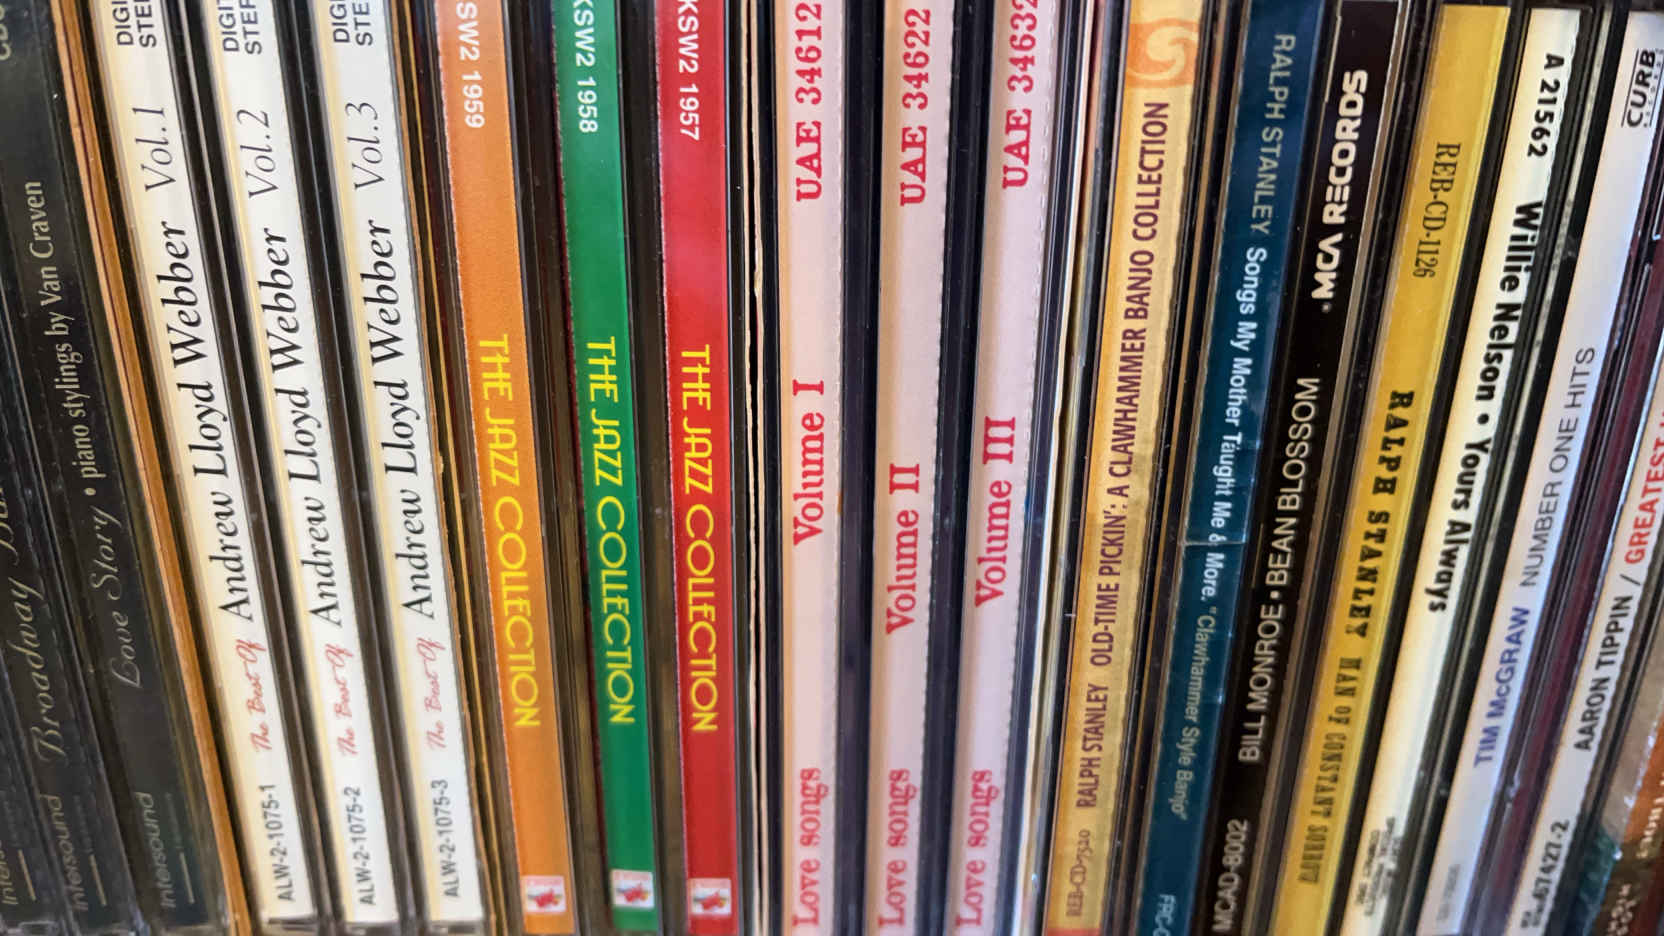 Broadway
Intersound
Love Story • piano stylings by Van Craven
Intersound
ALW-2-1075-1 The Best Of Andrew Lloyd Webber Vol.1
ALW-2-1075-2 The Best Of Andrew Lloyd Webber Vol.2
ALW-2-1075-3 The Best Of Andrew Lloyd Webber Vol.3
THE JAZZ COLLECTION KSW2 1959
THE JAZZ COLLECTION KSW2 1958
THE JAZZ COLLECTION KSW2 1957
Love songs Volume I UAE 34612
Love songs Volume II UAE 34622
Love songs Volume III UAE 34632
REB-CD-7520 RALPH STANLEY OLD-TIME PICKIN': A CLAWHAMMER BANJO COLLECTION
RALPH STANLEY Songs My Mother Taught Me & More. "Clawhammer Style Banjo"
MCAD-8002 BILL MONROE • BEAN BLOSSOM • MCA RECORDS
RALPH STANLEY MAN OF CONSTANT SORROW REB-CD-1126
A 21562 Willie Nelson • Yours Always
TIM McGRAW NUMBER ONE HITS CURB
AARON TIPPIN / GREATEST